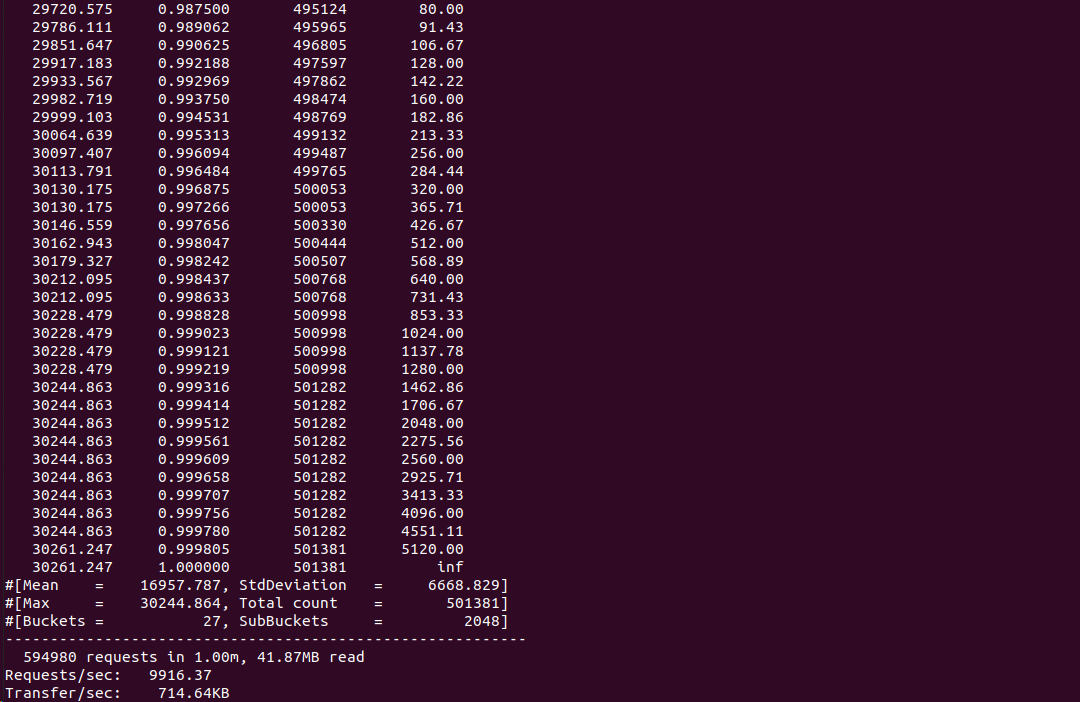 29720.575 0.987500 495124 80.00
29786.111 0.989062 495965 91.43
29851.647 0.990625 496805 106.67
29917.183 0.992188 497597 128.00
29933.567 0.992969 497862 142.22
29982.719 0.993750 498474 160.00
29999.103 0.994531 498769 182.86
30064.639 0.995313 499132 213.33
30097.407 0.996094 499487 256.00
30113.791 0.996484 499765 284.44
30130.175 0.996875 500053 320.00
30130.175 0.997266 500053 365.71
30146.559 0.997656 500330 426.67
30162.943 0.998047 500444 512.00
30179.327 0.998242 500507 568.89
30212.095 0.998437 500768 640.00
30212.095 0.998633 500768 731.43
30228.479 0.998828 500998 853.33
30228.479 0.999023 500998 1024.00
30228.479 0.999121 500998 1137.78
30228.479 0.999219 500998 1280.00
30244.863 0.999316 501282 1462.86
30244.863 0.999414 501282 1706.67
30244.863 0.999512 501282 2048.00
30244.863 0.999561 501282 2275.56
30244.863 0.999609 501282 2560.00
30244.863 0.999658 501282 2925.71
30244.863 0.999707 501282 3413.33
30244.863 0.999756 501282 4096.00
30244.863 0.999780 501282 4551.11
30261.247 0.999805 501381 5120.00
30261.247 1.000000 501381 inf
#[Mean    =    16957.787, StdDeviation   =     6668.829]
#[Max     =    30244.864, Total count    =       501381]
#[Buckets =           27, SubBuckets     =         2048]
----------------------------------------------------------
594980 requests in 1.00m, 41.87MB read
Requests/sec:   9916.37
Transfer/sec:    714.64KB